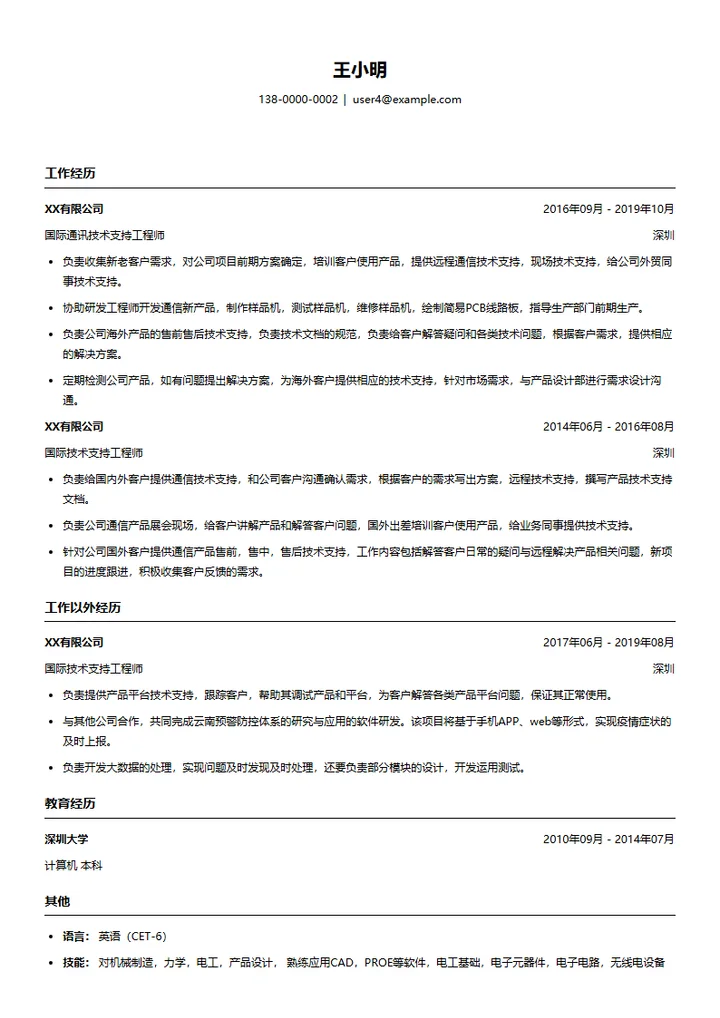 王小明
138-0000-0002 | user4@example.com
工作经历
XX有限公司 2016年09月 - 2019年10月
国际通讯技术支持工程师 深圳
• 负责收集新老客户需求，对公司项目前期方案确定，培训客户使用产品，提供远程通信技术支持，现场技术支持，给公司外贸同
事技术支持。
• 协助研发工程师开发通信新产品，制作样品机，测试样品机，维修样品机，绘制简易PCB线路板，指导生产部门前期生产。
• 负责公司海外产品的售前售后技术支持，负责技术文档的规范，负责给客户解答疑问和各类技术问题，根据客户需求，提供相应
的解决方案。
• 定期检测公司产品，如有问题提出解决方案，为海外客户提供相应的技术支持，针对市场需求，与产品设计部进行需求设计沟
通。
XX有限公司 2014年06月 - 2016年08月
国际技术支持工程师 深圳
• 负责给国内外客户提供通信技术支持，和公司客户沟通确认需求，根据客户的需求写出方案，远程技术支持，撰写产品技术支持
文档。
• 负责公司通信产品展会现场，给客户讲解产品和解答客户问题，国外出差培训客户使用产品，给业务同事提供技术支持。
• 针对公司国外客户提供通信产品售前，售中，售后技术支持，工作内容包括解答客户日常的疑问与远程解决产品相关问题，新项
目的进度跟进，积极收集客户反馈的需求。
工作以外经历
XX有限公司 2017年06月 - 2019年08月
国际技术支持工程师 深圳
• 负责提供产品平台技术支持，跟踪客户，帮助其调试产品和平台，为客户解答各类产品平台问题，保证其正常使用。
• 与其他公司合作，共同完成云南预警防控体系的研究与应用的软件研发。该项目将基于手机APP、web等形式，实现疫情症状的
及时上报。
• 负责开发大数据的处理，实现问题及时发现及时处理，还要负责部分模块的设计，开发运用测试。
教育经历
深圳大学 2010年09月 - 2014年07月
计算机 本科
其他
• 语言： 英语（CET-6）
• 技能： 对机械制造，力学，电工，产品设计， 熟练应用CAD，PROE等软件，电工基础，电子元器件，电子电路，无线电设备